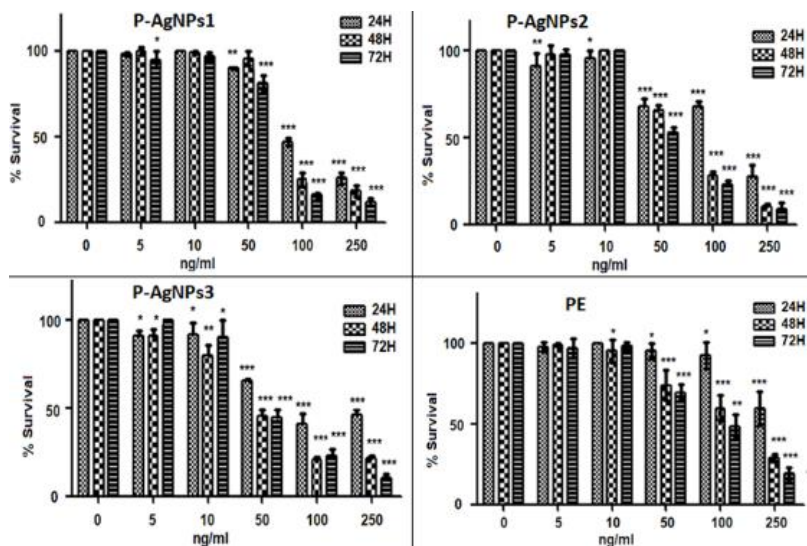 P-AgNPs1
24H
48H
72H
100
50
0
% Survival
* ** *** *** *** *** *** *** ***
0 5 10 50 100 250
ng/ml
P-AgNPs2
24H
48H
72H
100
50
0
% Survival
** * *** *** *** *** *** *** *** *** ***
0 5 10 50 100 250
ng/ml
P-AgNPs3
24H
48H
72H
100
50
0
% Survival
* * * ** * *** *** *** *** *** *** *** *** ***
0 5 10 50 100 250
ng/ml
PE
24H
48H
72H
100
50
0
% Survival
* * *** *** * *** ** *** *** ***
0 5 10 50 100 250
ng/ml